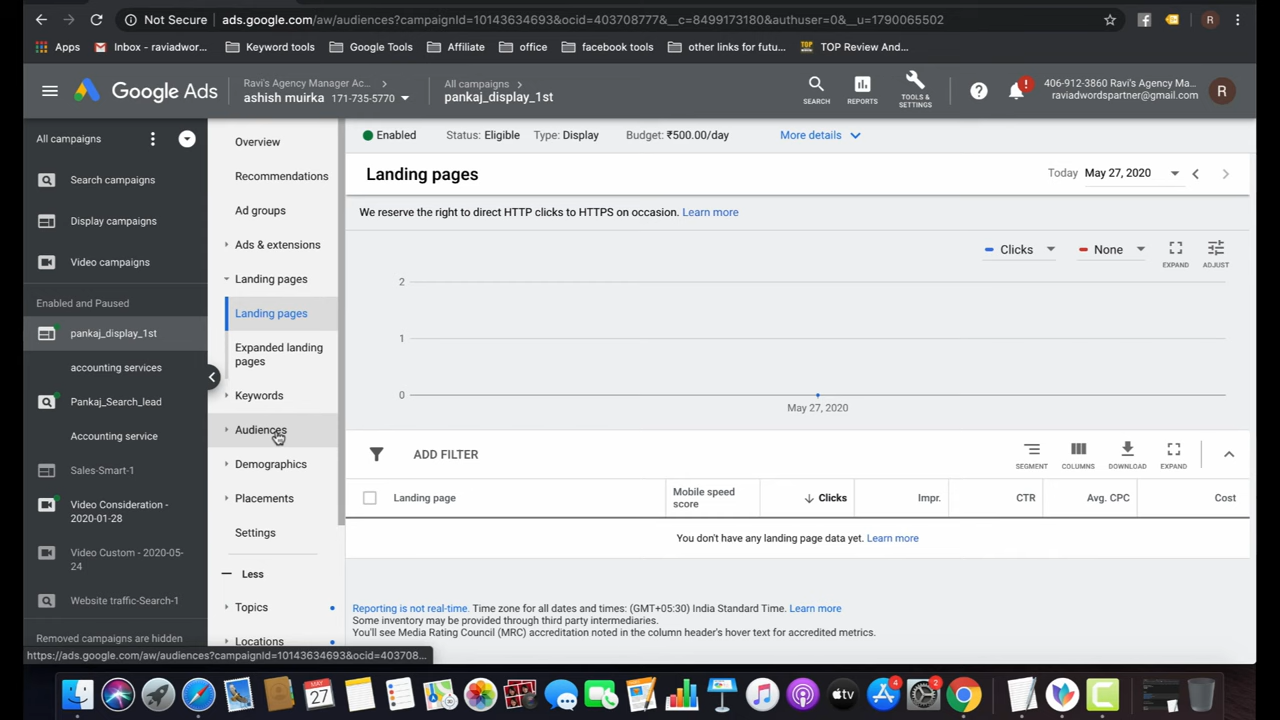 Not Secure
ads.google.com/aw/audiences?campaignId=10143634693&ocid=403708777&__c=8499173180&authuser=0&__u=1790065502
R
Apps
Inbox - raviadwor...
Keyword tools
Google Tools
Affiliate
office
facebook tools
other links for futu...
TOP Review And...
Google Ads
Ravi's Agency Manager Ac...
ashish muirka 171-735-5770
All campaigns
pankaj_display_1st
SEARCH
REPORTS
TOOLS &
SETTINGS
406-912-3860 Ravi's Agency Ma...
raviadwordspartner@gmail.com
R
All campaigns
Search campaigns
Display campaigns
Video campaigns
Enabled and Paused
pankaj_display_1st
accounting services
Pankaj_Search_lead
Accounting service
Sales-Smart-1
Video Consideration -
2020-01-28
Video Custom - 2020-05-
24
Website traffic-Search-1
Removed campaigns are hidden
Overview
Recommendations
Ad groups
Ads & extensions
Landing pages
Landing pages
Expanded landing
pages
Keywords
Audiences
Demographics
Placements
Settings
Less
Topics
Locations
Enabled Status: Eligible Type: Display Budget: ₹500.00/day More details
Landing pages
Today May 27, 2020
We reserve the right to direct HTTP clicks to HTTPS on occasion. Learn more
Clicks
None
EXPAND
ADJUST
2
1
0
May 27, 2020
ADD FILTER
SEGMENT
COLUMNS
DOWNLOAD
EXPAND
Landing page
Mobile speed
score
Clicks
Impr.
CTR
Avg. CPC
Cost
You don't have any landing page data yet. Learn more
Reporting is not real-time. Time zone for all dates and times: (GMT+05:30) India Standard Time. Learn more
Some inventory may be provided through third party intermediaries.
You'll see Media Rating Council (MRC) accreditation noted in the column header's hover text for accredited metrics.
https://ads.google.com/aw/audiences?campaignId=10143634693&ocid=403708...
MAY
27
tv
4
2